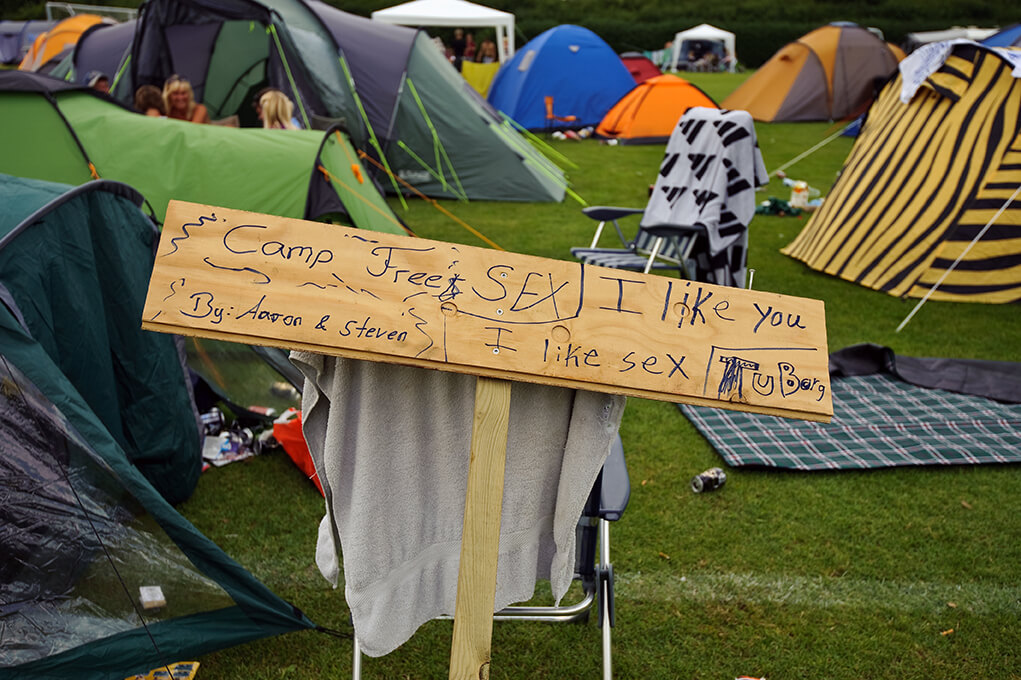 Camp Free SEX
By: Aaron & Steven
I like you
I like sex
TuBorg